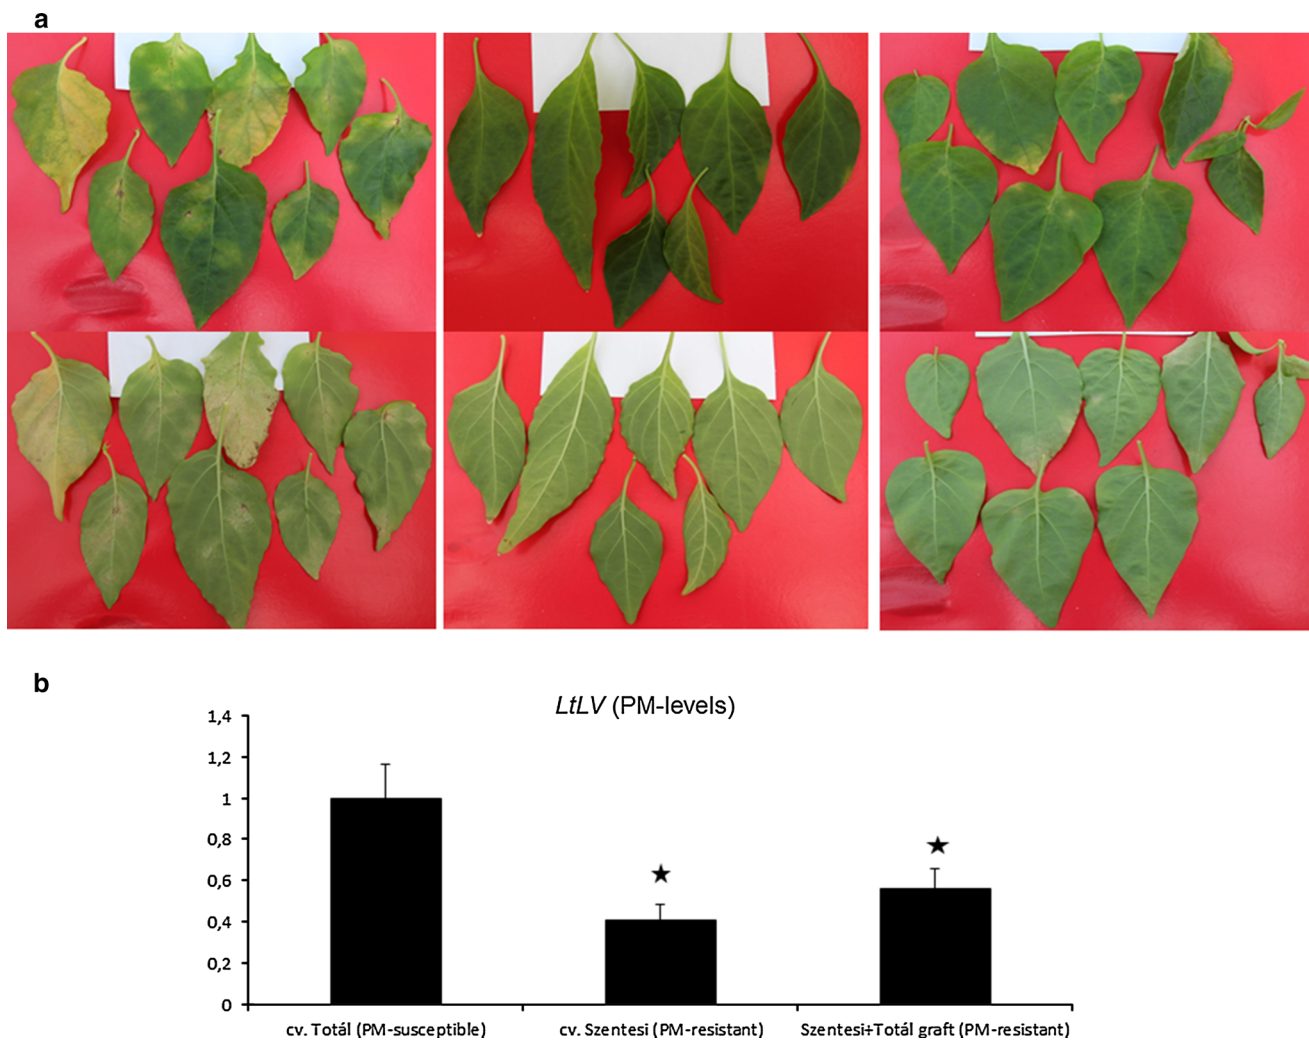 a
b
LtLV (PM-levels)
1,4
1,2
1
0,8
0,6
0,4
0,2
0
cv. Totál (PM-susceptible)
cv. Szentesi (PM-resistant)
Szentesi+Totál graft (PM-resistant)